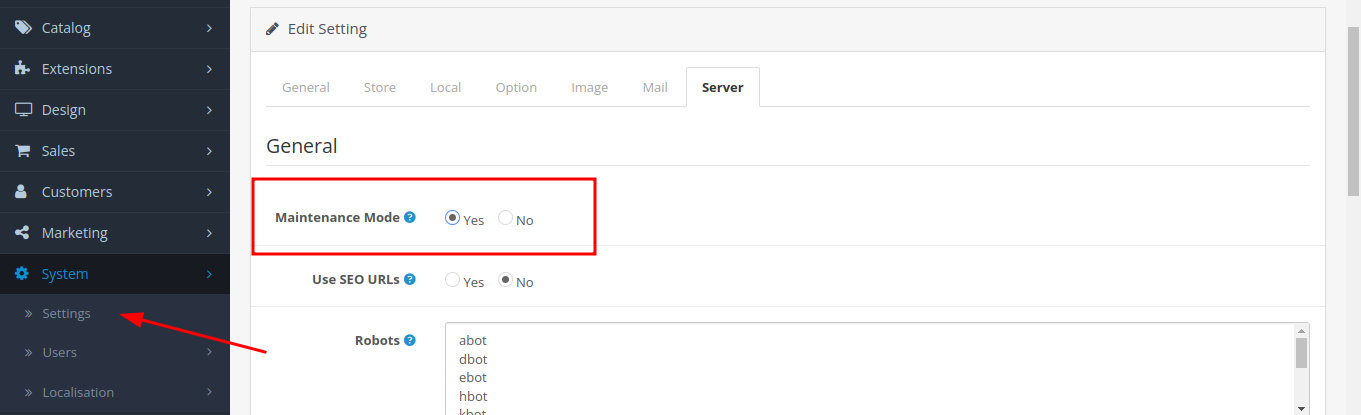 Catalog
Extensions
Design
Sales
Customers
Marketing
System
Settings
Users
Localisation
Edit Setting
General Store Local Option Image Mail Server
General
Maintenance Mode ? Yes No
Use SEO URLs ? Yes No
Robots ?
abot
dbot
ebot
hbot
kbot